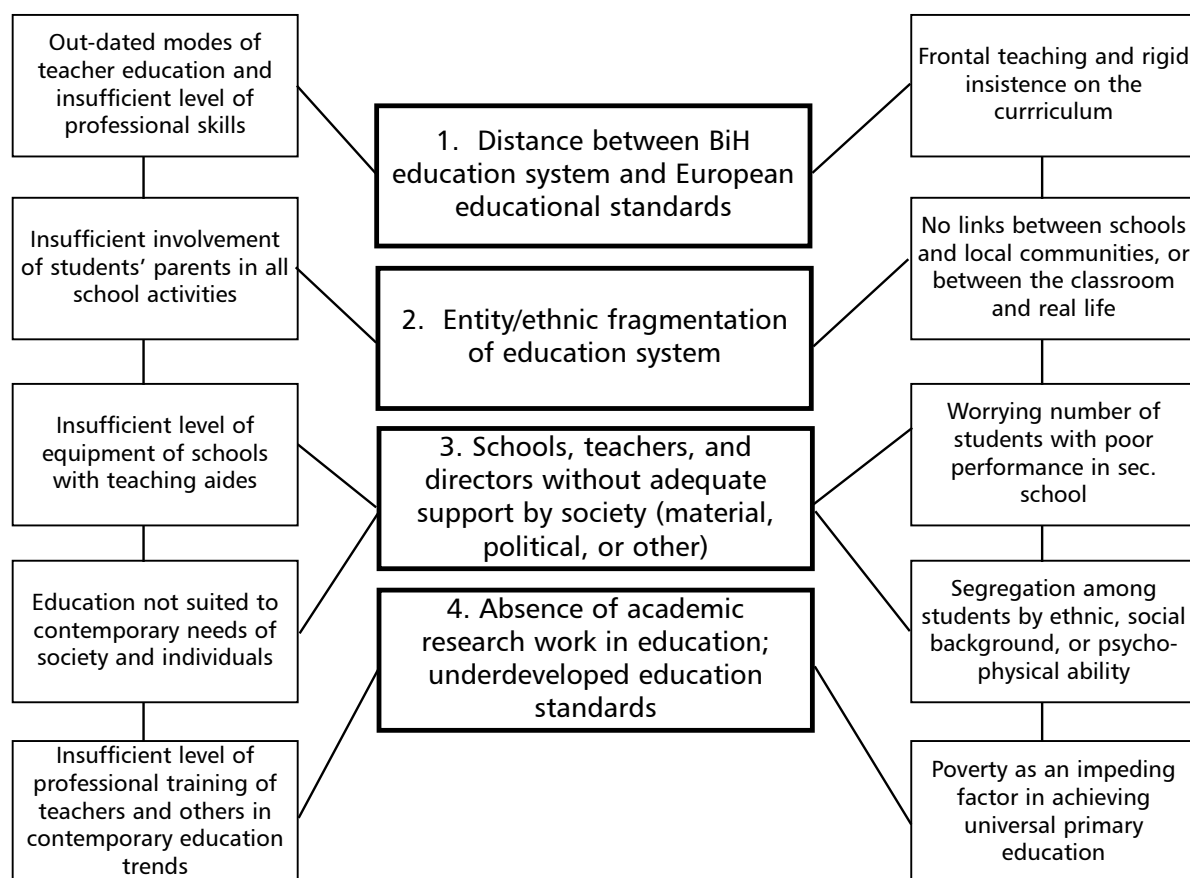 Out-dated modes of
teacher education and
insufficient level of
professional skills
Insufficient involvement
of students’ parents in all
school activities
Insufficient level of
equipment of schools
with teaching aides
Education not suited to
contemporary needs of
society and individuals
Insufficient level of
professional training of
teachers and others in
contemporary education
trends
1. Distance between BiH
education system and European
educational standards
2. Entity/ethnic fragmentation
of education system
3. Schools, teachers, and
directors without adequate
support by society (material,
political, or other)
4. Absence of academic
research work in education;
underdeveloped education
standards
Frontal teaching and rigid
insistence on the
currriculum
No links between schools
and local communities, or
between the classroom
and real life
Worrying number of
students with poor
performance in sec.
school
Segregation among
students by ethnic, social
background, or psycho-
physical ability
Poverty as an impeding
factor in achieving
universal primary
education